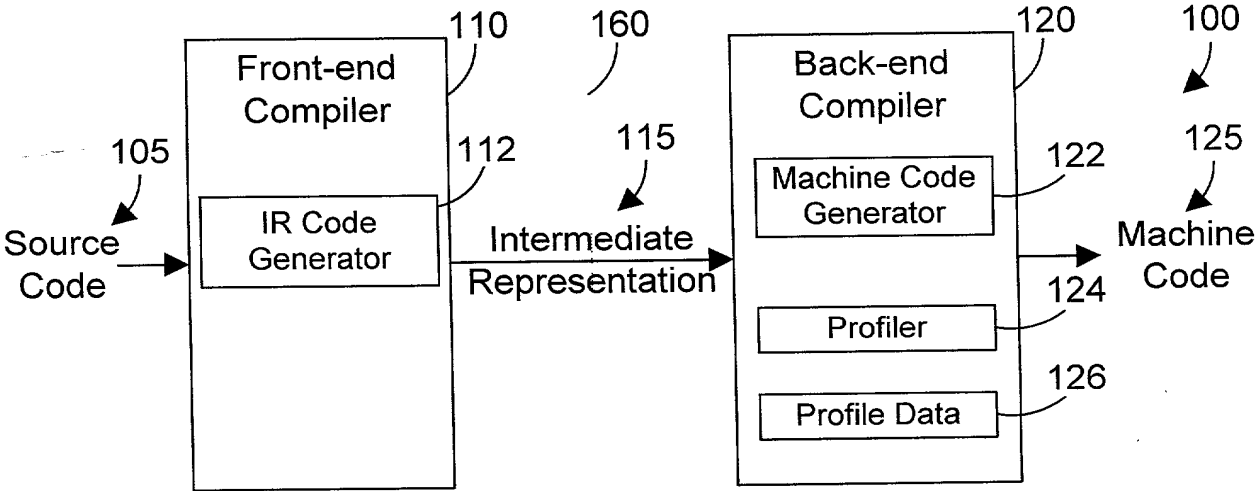 110
160
120
100
Front-end
Compiler
Back-end
Compiler
105
112
115
122
125
Source
Code
IR Code
Generator
Intermediate
Representation
Machine Code
Generator
Machine
Code
124
Profiler
126
Profile Data